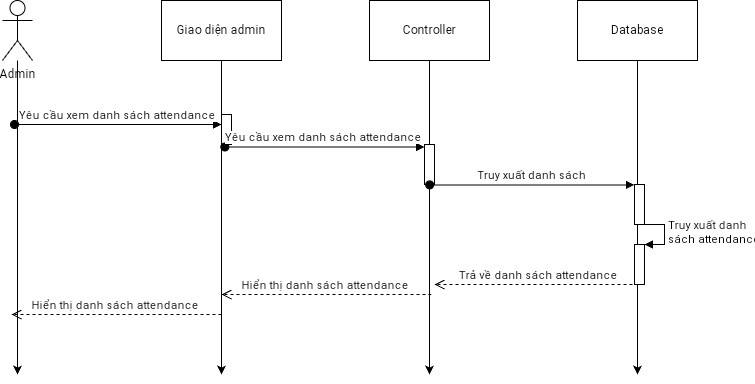 Giao diện admin
Controller
Database
Admin
Yêu cầu xem danh sách attendance
Yêu cầu xem danh sách attendance
Truy xuất danh sách
Truy xuất danh
sách attendance
Trả về danh sách attendance
Hiển thị danh sách attendance
Hiển thị danh sách attendance